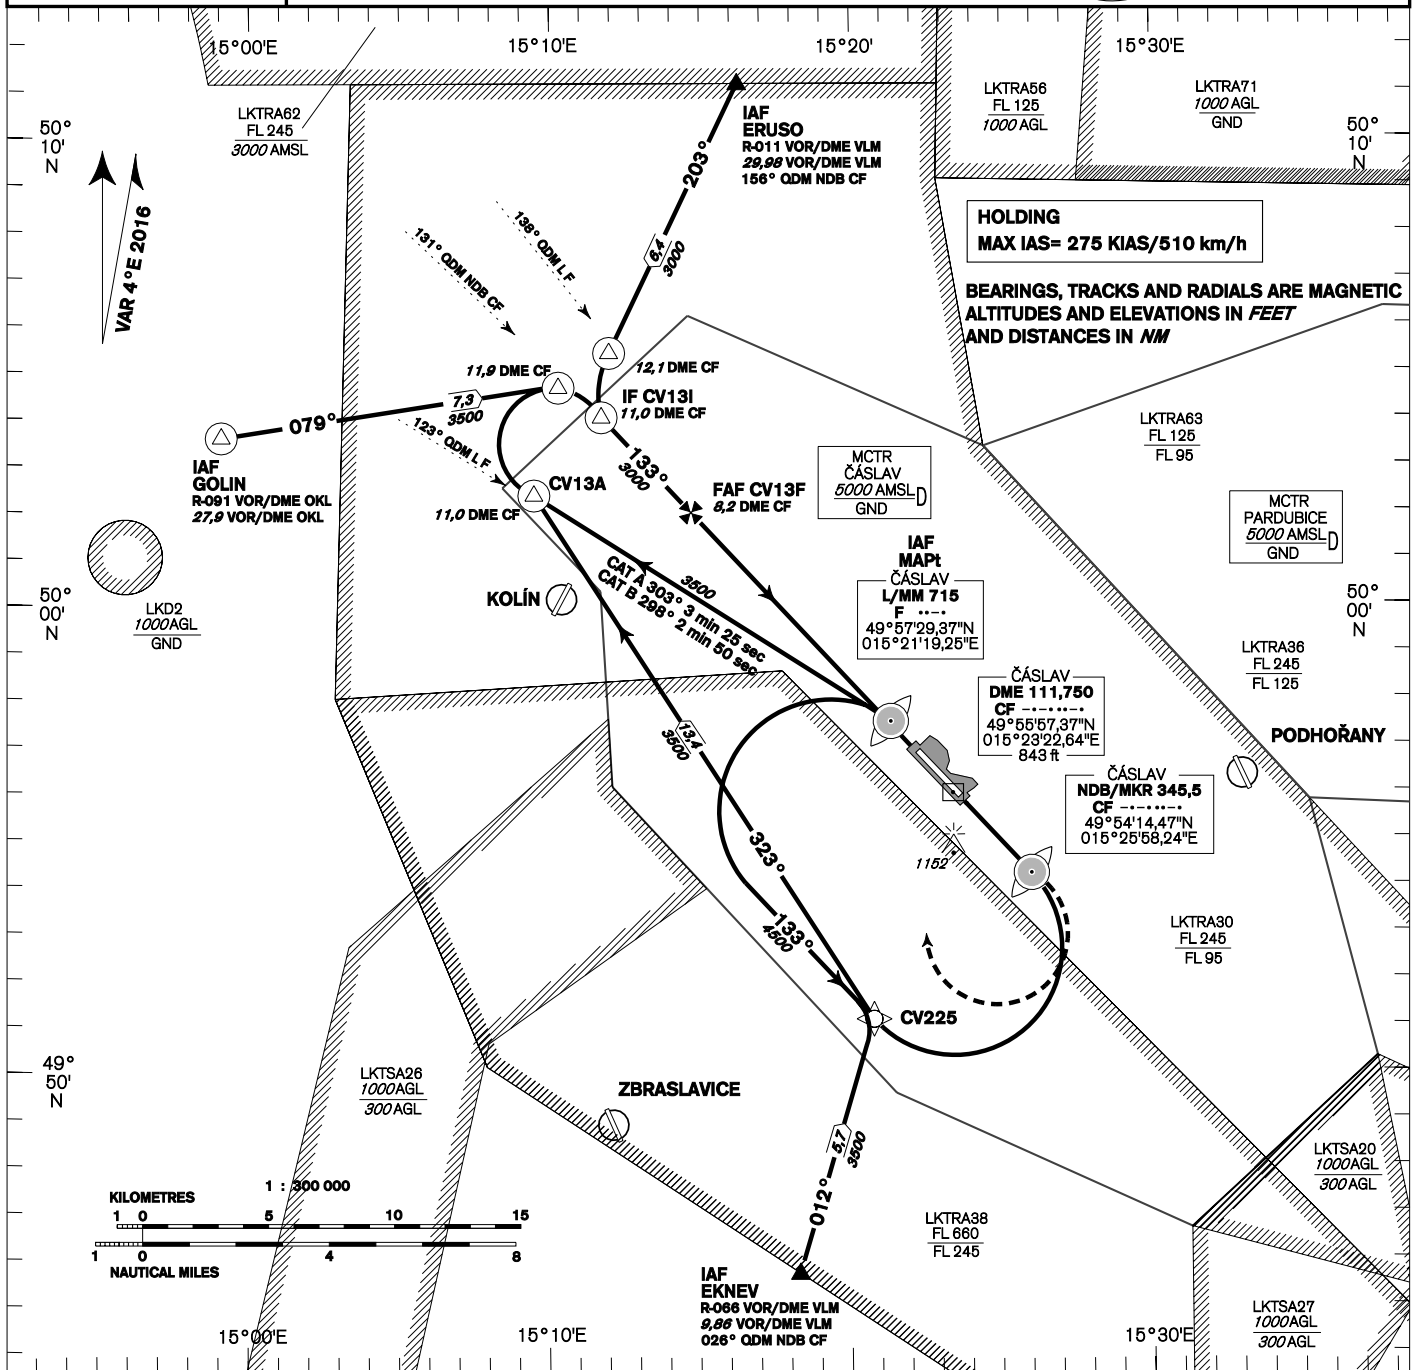 15°00'E
15°10'E
15°20'E
15°30'E
LKTRA62
FL 245
3000 AMSL
LKTRA56
FL 125
1000 AGL
LKTRA71
1000 AGL
GND
50°
10'
N
50°
10'
N
IAF
ERUSO
R-011 VOR/DME VLM
29,98 VOR/DME VLM
156° QDM NDB CF
VAR 4°E 2016
203°
6,4
3000
138° QDM L F
131° QDM NDB CF
HOLDING
MAX IAS= 275 KIAS/510 km/h
BEARINGS, TRACKS AND RADIALS ARE MAGNETIC
ALTITUDES AND ELEVATIONS IN FEET
AND DISTANCES IN NM
11,9 DME CF
12,1 DME CF
IF CV13I
11,0 DME CF
079°
7,3
3500
123° QDM L F
IAF
GOLIN
R-091 VOR/DME OKL
27,9 VOR/DME OKL
133°
3000
CV13A
11,0 DME CF
FAF CV13F
8,2 DME CF
LKTRA63
FL 125
FL 95
MCTR
ČÁSLAV
5000 AMSL
GND
D
MCTR
PARDUBICE
5000 AMSL
GND
D
LKD2
1000AGL
GND
KOLÍN
3500
CAT A 303° 3 min 25 sec
CAT B 298° 2 min 50 sec
IAF
MAPt
ČÁSLAV
L/MM 715
F ··–·
49°57'29,37"N
015°21'19,25"E
50°
00'
N
50°
00'
N
LKTRA36
FL 245
FL 125
ČÁSLAV
DME 111,750
CF –·–· ··–·
49°55'57,37"N
015°23'22,64"E
843 ft
PODHOŘANY
ČÁSLAV
NDB/MKR 345,5
CF –·–· ··–·
49°54'14,47"N
015°25'58,24"E
13,4
3500
323°
1152
133°
4500
LKTRA30
FL 245
FL 95
CV225
49°
50'
N
LKTSA26
1000AGL
300 AGL
ZBRASLAVICE
5,7
3500
012°
LKTSA20
1000AGL
300 AGL
1 : 300 000
KILOMETRES
1 0 5 10 15
1 0 4 8
NAUTICAL MILES
LKTRA38
FL 660
FL 245
IAF
EKNEV
R-066 VOR/DME VLM
9,86 VOR/DME VLM
026° QDM NDB CF
LKTSA27
1000AGL
300 AGL
15°00'E
15°10'E
15°30'E